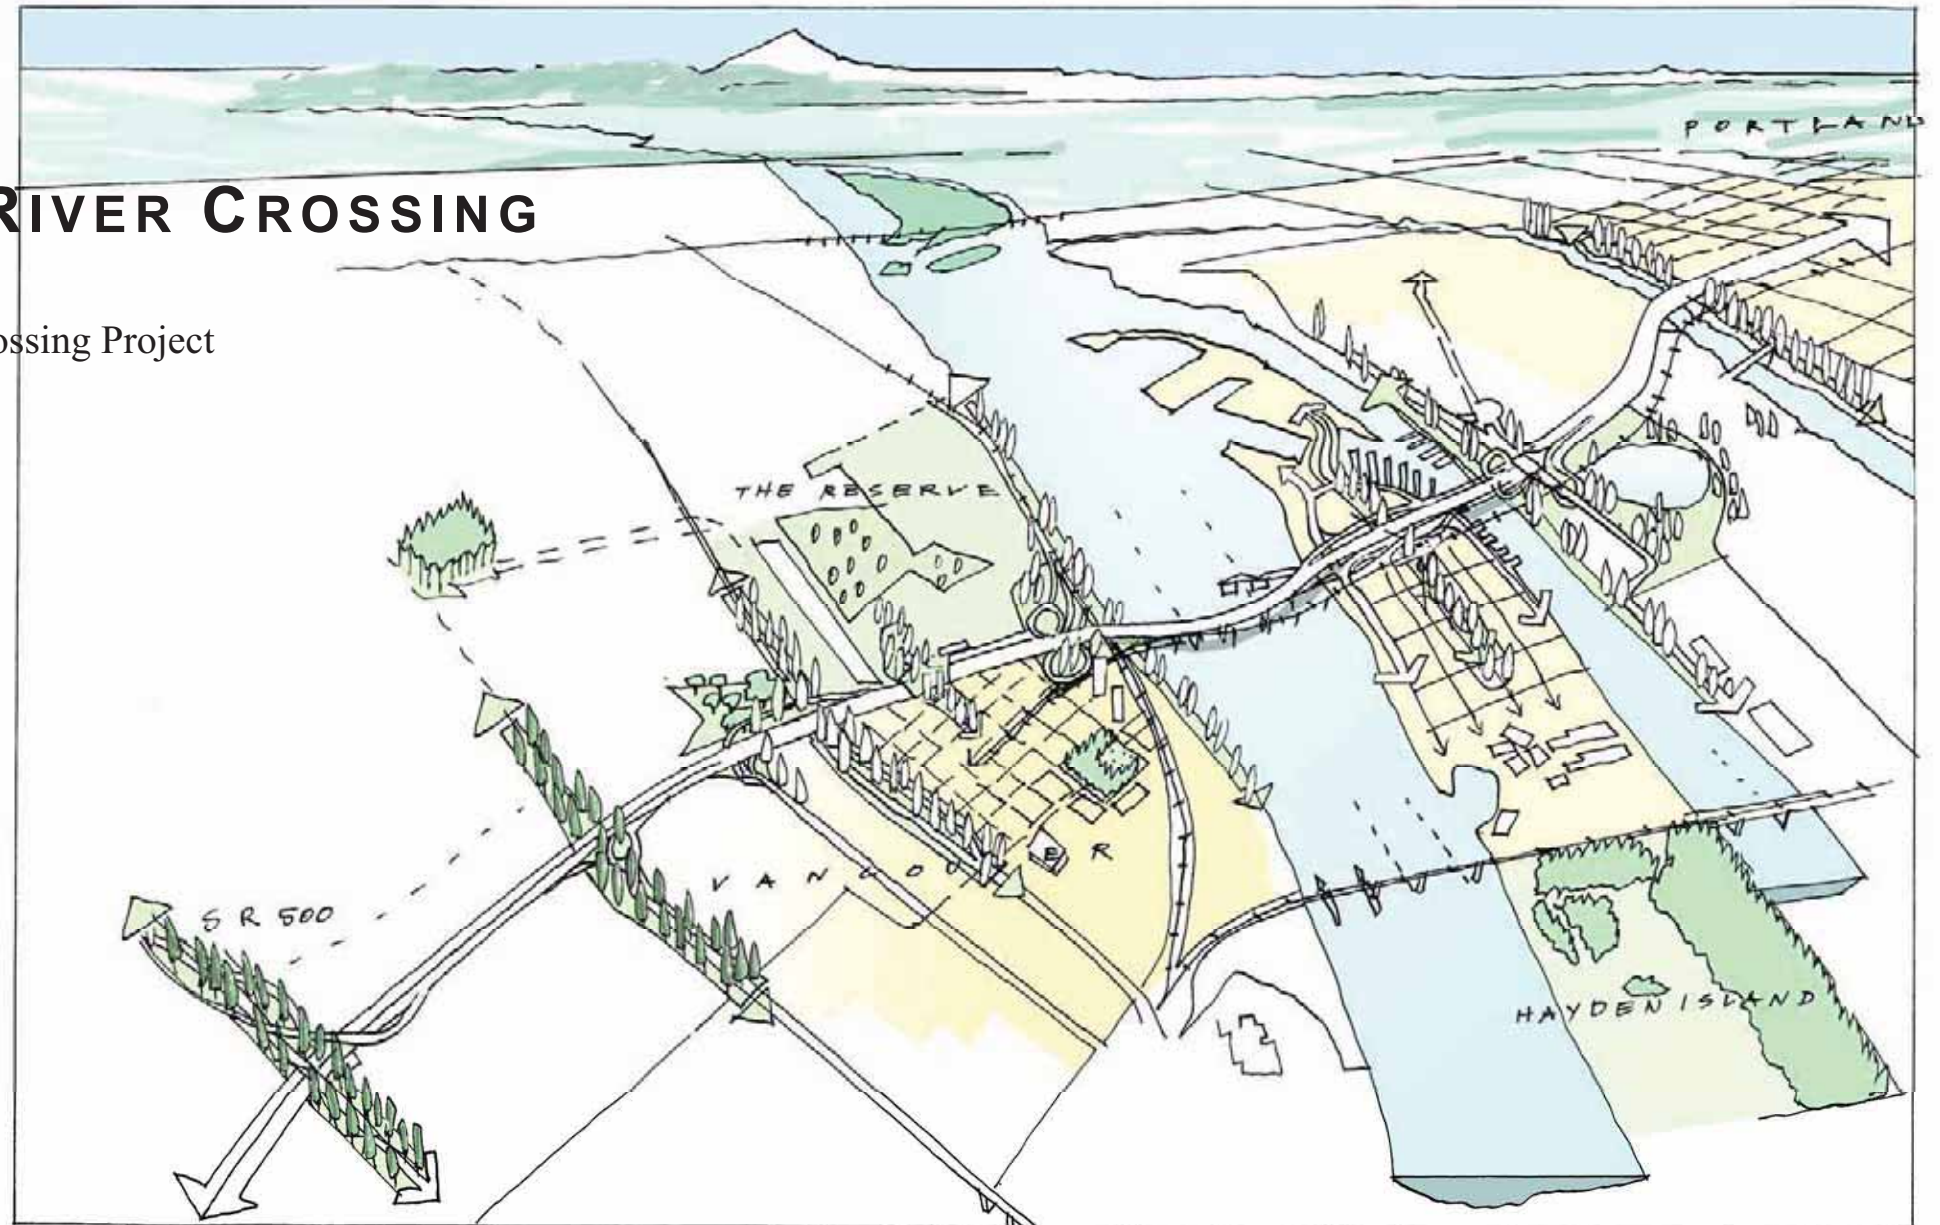 PORTLAND
RIVER CROSSING
ossing Project
THE RESERVE
VANCOUVER
SR 500
HAYDEN ISLAND